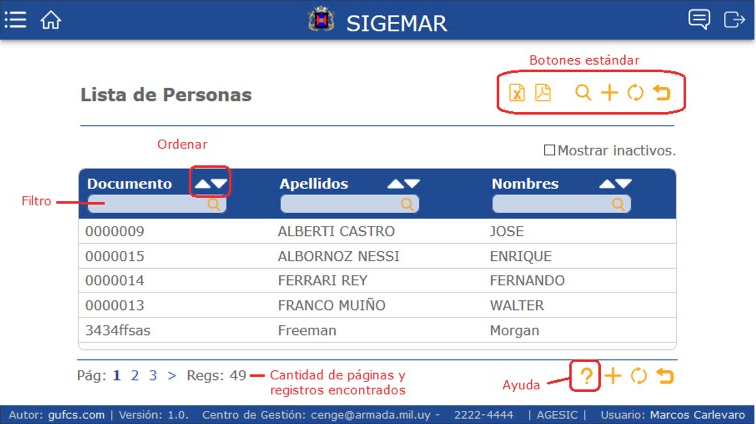 SIGEMAR
Botones estándar
Lista de Personas
Ordenar
Mostrar inactivos.
Documento Apellidos Nombres
Filtro
0000009 ALBERTI CASTRO JOSE
0000015 ALBORNOZ NESSI ENRIQUE
0000014 FERRARI REY FERNANDO
0000013 FRANCO MUIÑO WALTER
3434ffsas Freeman Morgan
Pág: 1 2 3 > Regs: 49 Cantidad de páginas y
registros encontrados
Ayuda ?
Autor: gufcs.com | Versión: 1.0. Centro de Gestión: cenge@armada.mil.uy - 2222-4444 | AGESIC | Usuario: Marcos Carlevaro